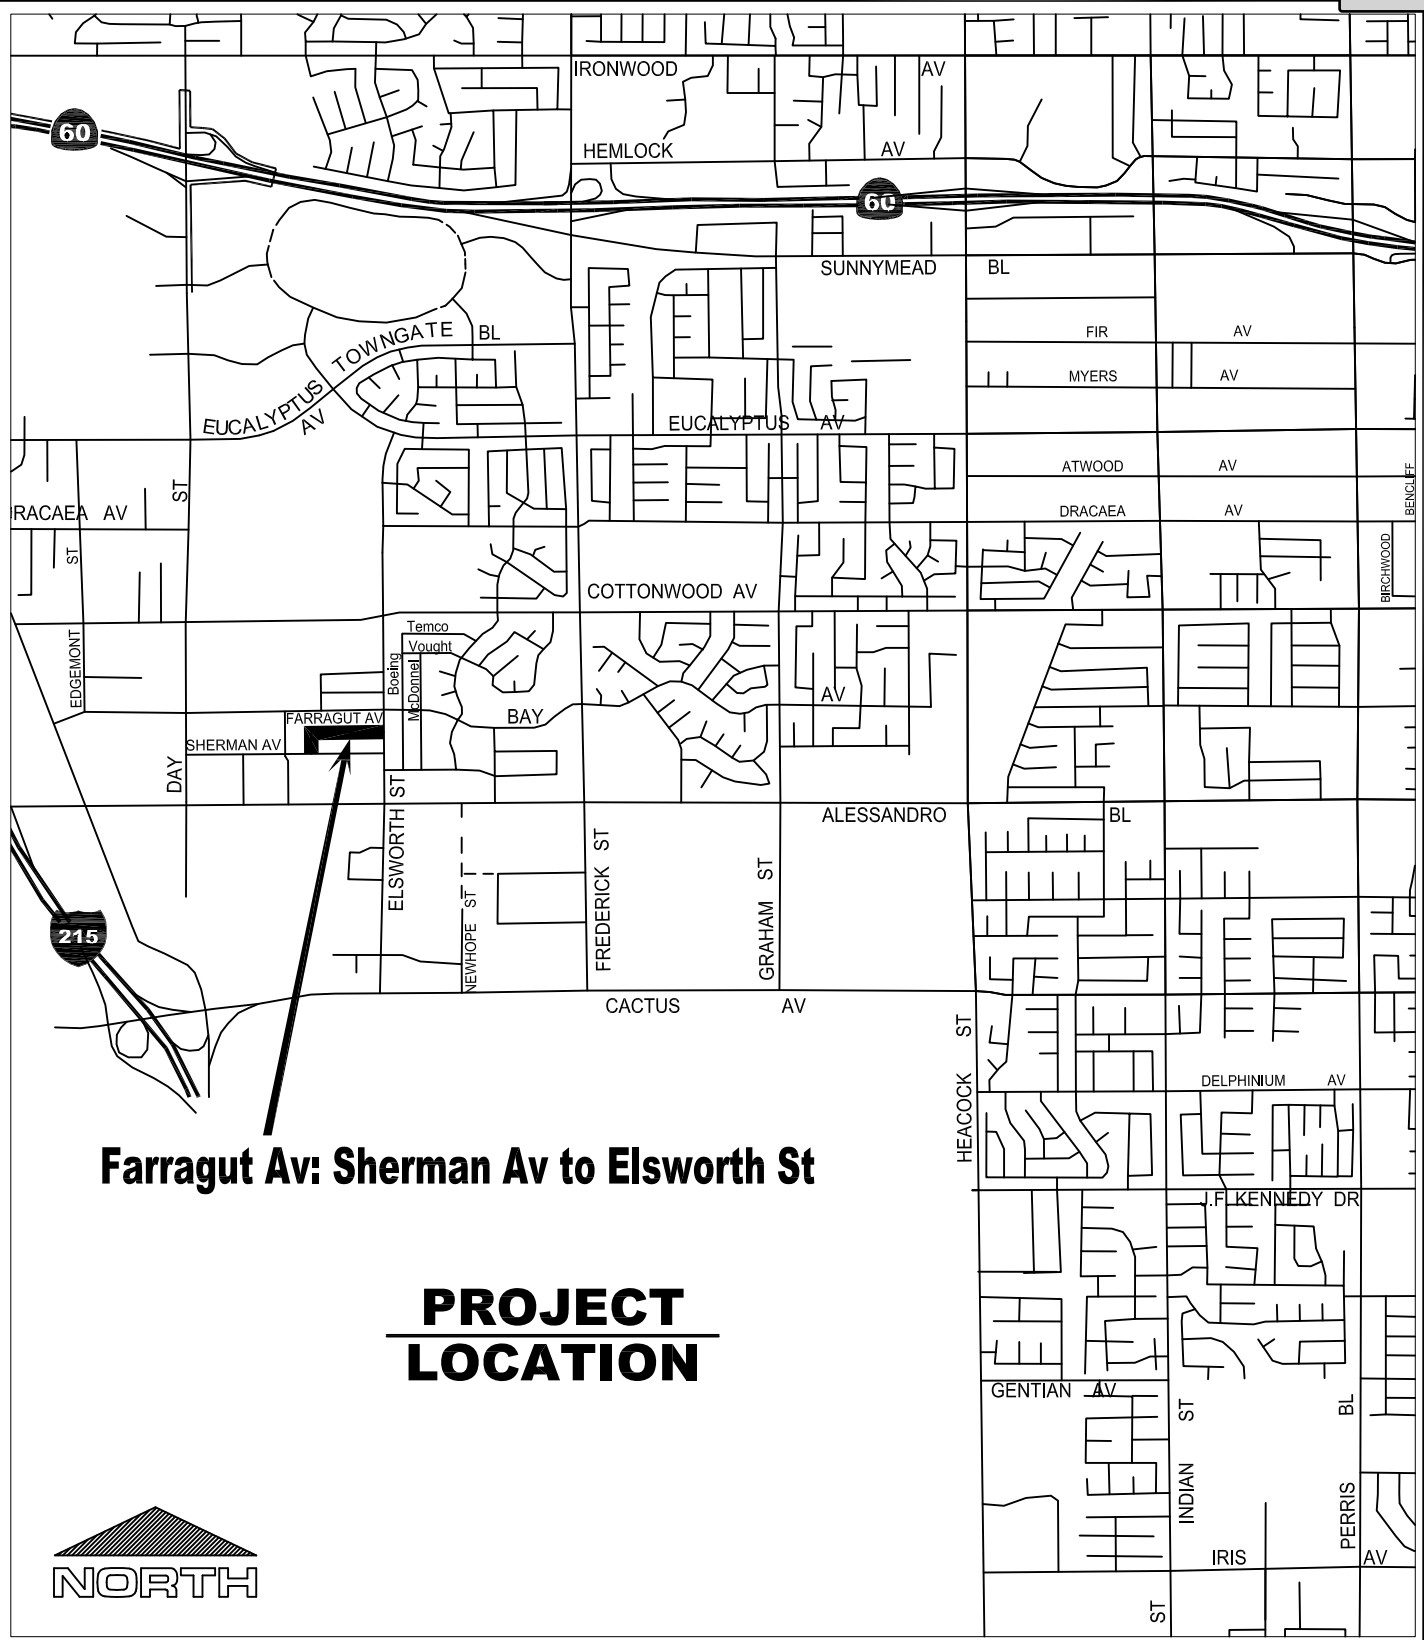 IRONWOOD AV
60
HEMLOCK AV
60
SUNNYMEAD BL
TOWNGATE BL
FIR AV
MYERS AV
EUCALYPTUS AV
EUCALYPTUS AV
ATWOOD AV
BENCLIFF
ST
RACAEA AV
DRACAEA AV
ST
BIRCHWOOD
COTTONWOOD AV
Temco
Vought
EDGEMONT
Boeing
McDonnel
AV
FARRAGUT AV
BAY
SHERMAN AV
DAY
ELSWORTH ST
ALESSANDRO BL
FREDERICK ST
GRAHAM ST
NEWHOPE ST
215
CACTUS AV
HEACOCK ST
DELPHINIUM AV
Farragut Av: Sherman Av to Elsworth St
J.F. KENNEDY DR
PROJECT
LOCATION
GENTIAN AV
INDIAN ST
PERRIS BL
IRIS AV
NORTH
ST